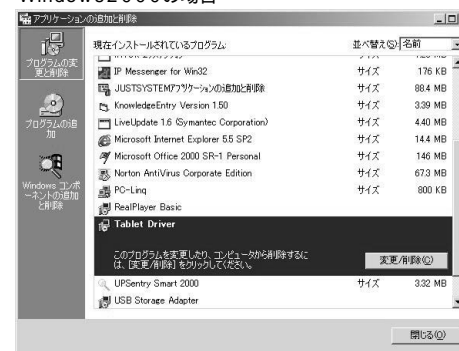 Windows2000の場合
アプリケーションの追加と削除
プログラムの変
更と削除
プログラムの追
加
Windows コンポ
ーネントの追加
と削除
現在インストールされているプログラム: 並べ替え(S): 名前
IP Messenger for Win32 サイズ 176 KB
JUSTSYSTEMアプリケーションの追加と削除 サイズ 88.4 MB
KnowledgeEntry Version 1.50 サイズ 3.39 MB
LiveUpdate 1.6 (Symantec Corporation) サイズ 4.40 MB
Microsoft Internet Explorer 5.5 SP2 サイズ 14.4 MB
Microsoft Office 2000 SR-1 Personal サイズ 146 MB
Norton AntiVirus Corporate Edition サイズ 67.3 MB
PC-Linq サイズ 800 KB
RealPlayer Basic
Tablet Driver
このプログラムを変更したり、コンピュータから削除するに
は、[変更/削除] をクリックしてください。
変更/削除(C)
UPSentry Smart 2000 サイズ 3.32 MB
USB Storage Adapter
閉じる(O)